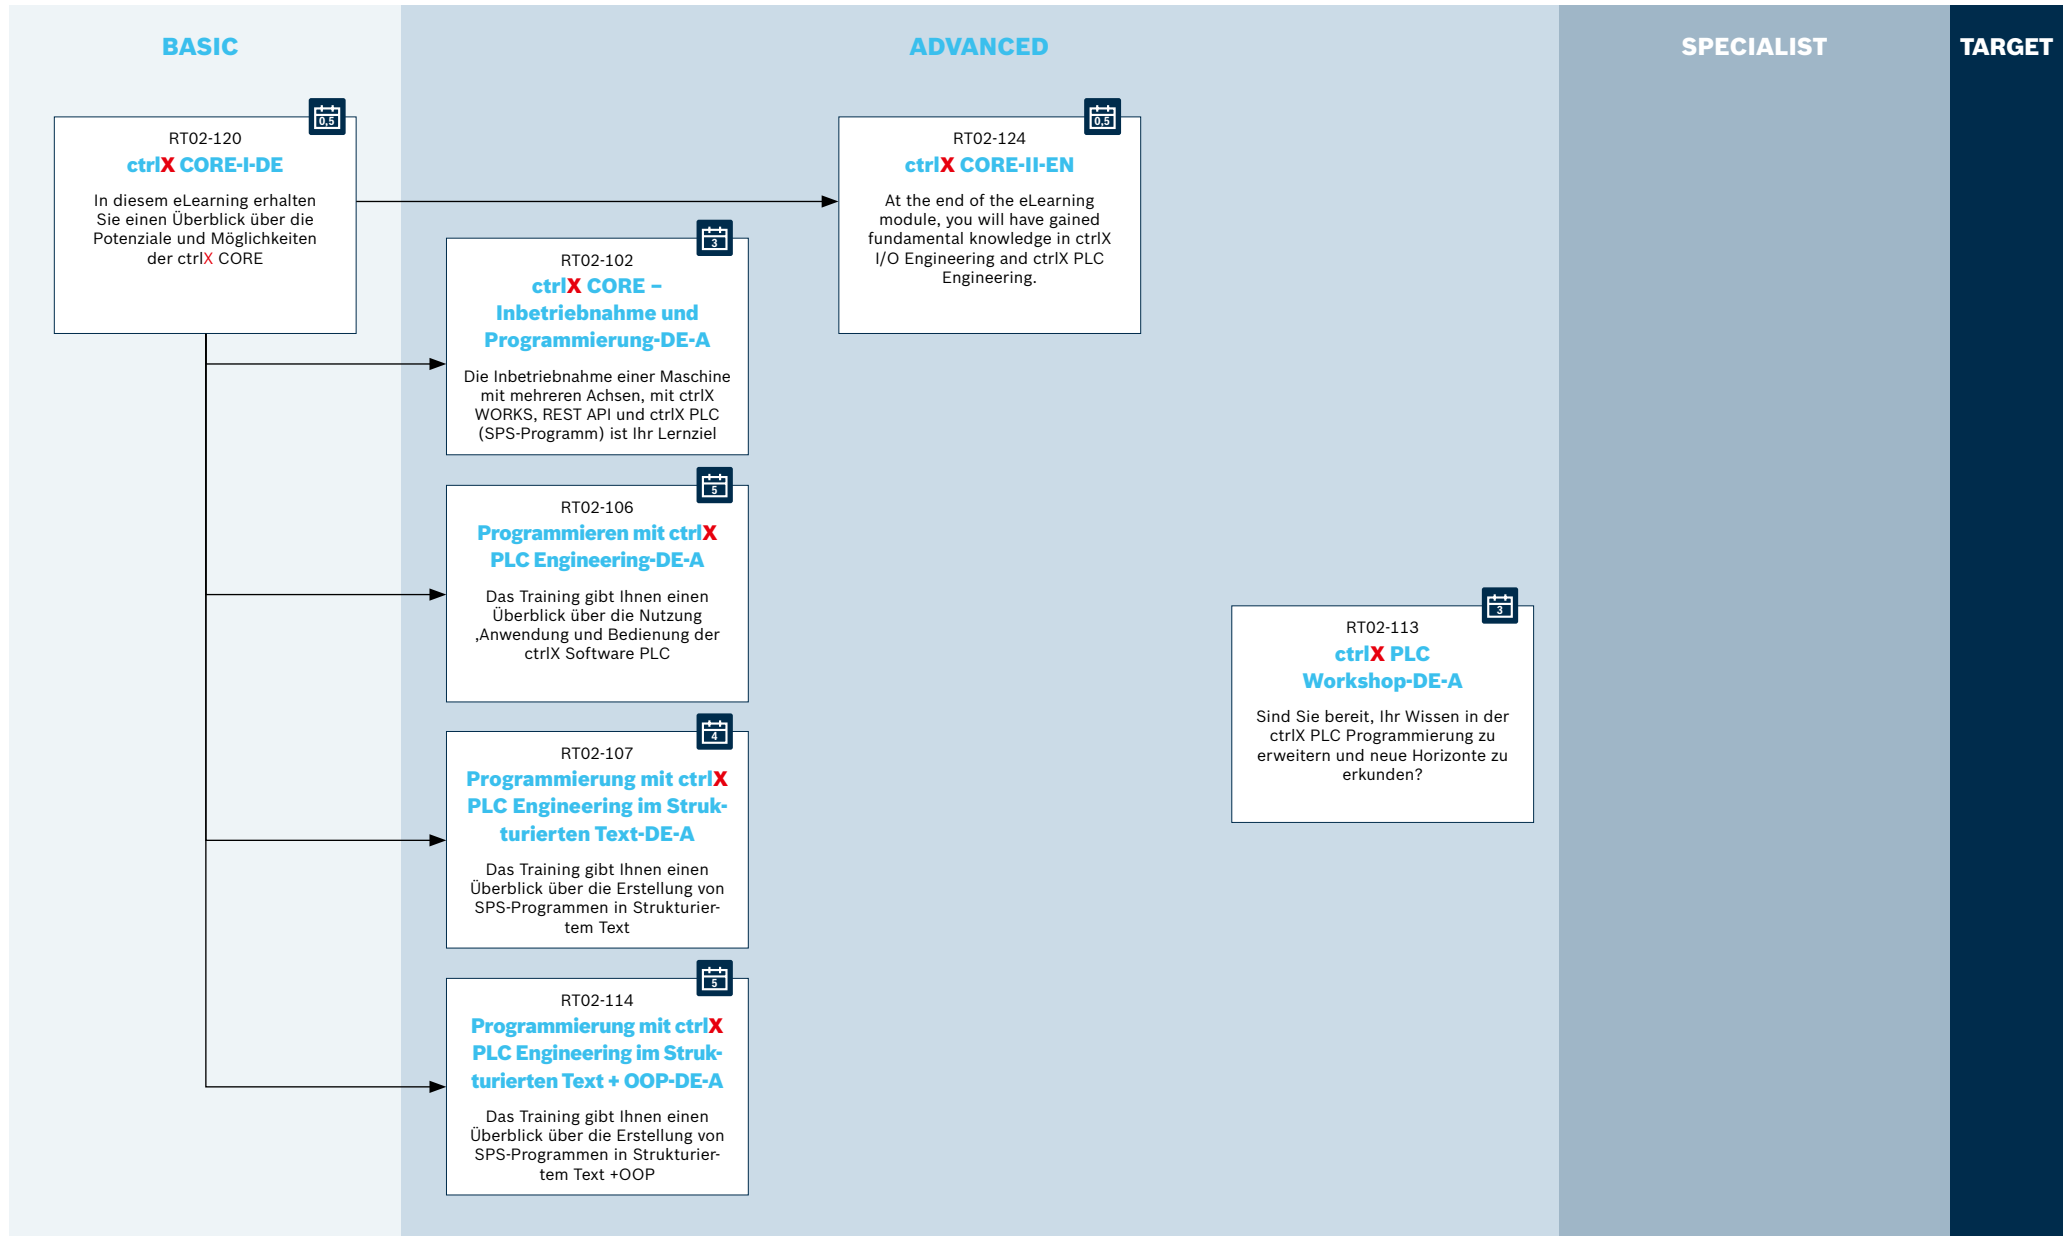 BASIC
ADVANCED
SPECIALIST
TARGET
0,5
RT02-120
ctrlX CORE-I-DE
In diesem eLearning erhalten
Sie einen Überblick über die
Potenziale und Möglichkeiten
der ctrlX CORE
0,5
RT02-124
ctrlX CORE-II-EN
At the end of the eLearning
module, you will have gained
fundamental knowledge in ctrlX
I/O Engineering and ctrlX PLC
Engineering.
3
RT02-102
ctrlX CORE –
Inbetriebnahme und
Programmierung-DE-A
Die Inbetriebnahme einer Maschine
mit mehreren Achsen, mit ctrlX
WORKS, REST API und ctrlX PLC
(SPS-Programm) ist Ihr Lernziel
5
RT02-106
Programmieren mit ctrlX
PLC Engineering-DE-A
Das Training gibt Ihnen einen
Überblick über die Nutzung
,Anwendung und Bedienung der
ctrlX Software PLC
3
RT02-113
ctrlX PLC
Workshop-DE-A
Sind Sie bereit, Ihr Wissen in der
ctrlX PLC Programmierung zu
erweitern und neue Horizonte zu
erkunden?
4
RT02-107
Programmierung mit ctrlX
PLC Engineering im Struk-
turierten Text-DE-A
Das Training gibt Ihnen einen
Überblick über die Erstellung von
SPS-Programmen in Strukturier-
tem Text
5
RT02-114
Programmierung mit ctrlX
PLC Engineering im Struk-
turierten Text + OOP-DE-A
Das Training gibt Ihnen einen
Überblick über die Erstellung von
SPS-Programmen in Strukturier-
tem Text +OOP